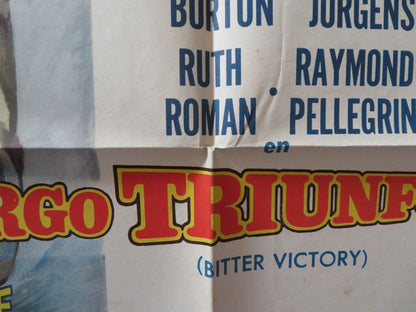 BURTON JURGENS
RUTH RAYMOND
ROMAN PELLEGRIN
en
RGO TRIUNF
(BITTER VICTORY)